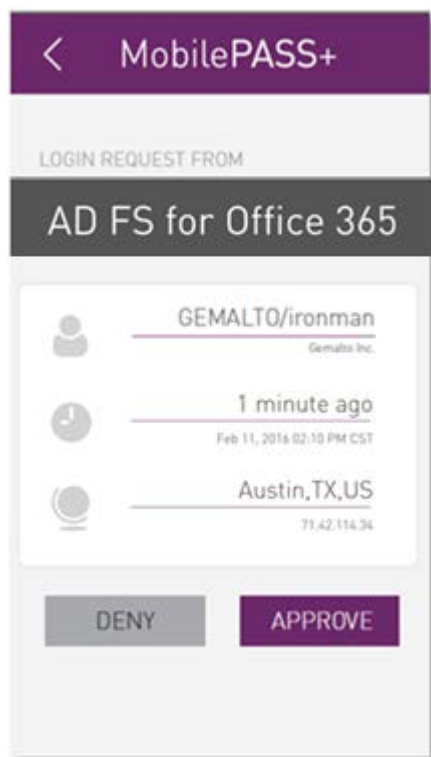 MobilePASS+
LOGIN REQUEST FROM
AD FS for Office 365
GEMALTO/ironman
Gemalto Inc.
1 minute ago
Feb 11, 2016 02:10 PM CST
Austin,TX,US
71.42.114.34
DENY APPROVE